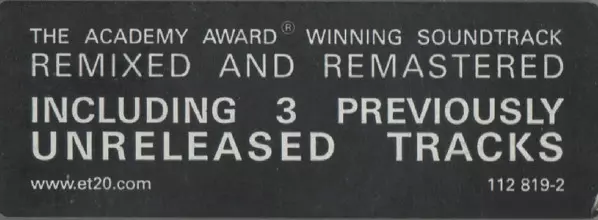 THE ACADEMY AWARD® WINNING SOUNDTRACK
REMIXED AND REMASTERED
INCLUDING 3 PREVIOUSLY
UNRELEASED TRACKS
www.et20.com 112 819-2